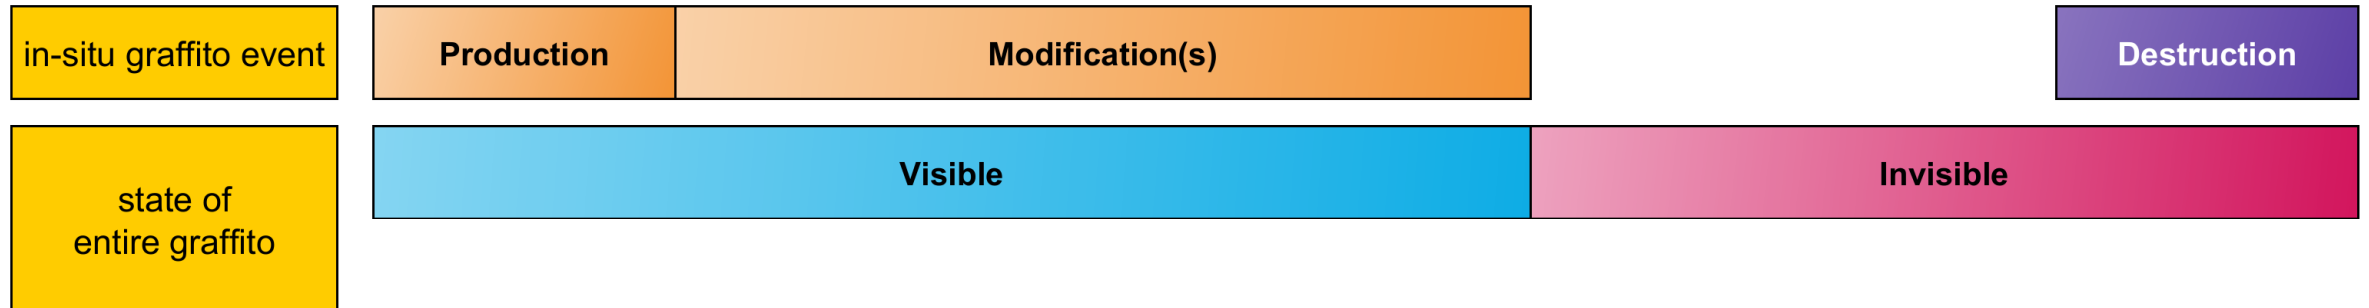 in-situ graffito event
Production
Modification(s)
Destruction
state of
entire graffito
Visible
Invisible